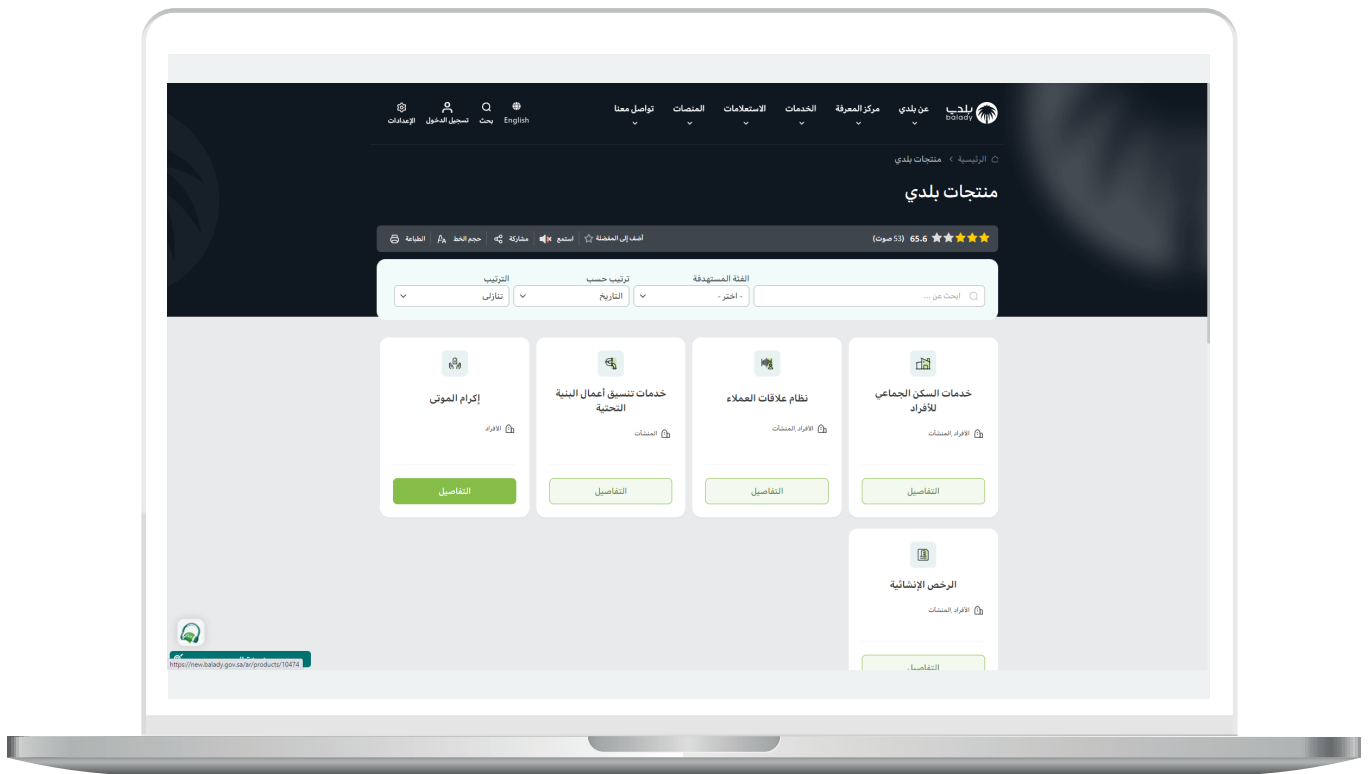 بلدي
balady
عن بلدي
مركز المعرفة
الخدمات
الاستعلامات
المنصات
تواصل معنا
English
بحث
تسجيل الدخول
الإعدادات
الرئيسية
منتجات بلدي
منتجات بلدي
65.6 (53 صوت)
أضف إلى المفضلة
استمع
مشاركة
حجم الخط
الطباعة
الفئة المستهدفة
ترتيب حسب
الترتيب
ابحث عن ...
- اختر -
التاريخ
تنازلى
خدمات السكن الجماعي
للأفراد
الأفراد, المنشآت
التفاصيل
نظام علاقات العملاء
الأفراد, المنشآت
التفاصيل
خدمات تنسيق أعمال البنية
التحتية
المنشآت
التفاصيل
إكرام الموتى
الأفراد
التفاصيل
الرخص الإنشائية
الأفراد, المنشآت
التفاصيل
https://new.balady.gov.sa/ar/products/10474